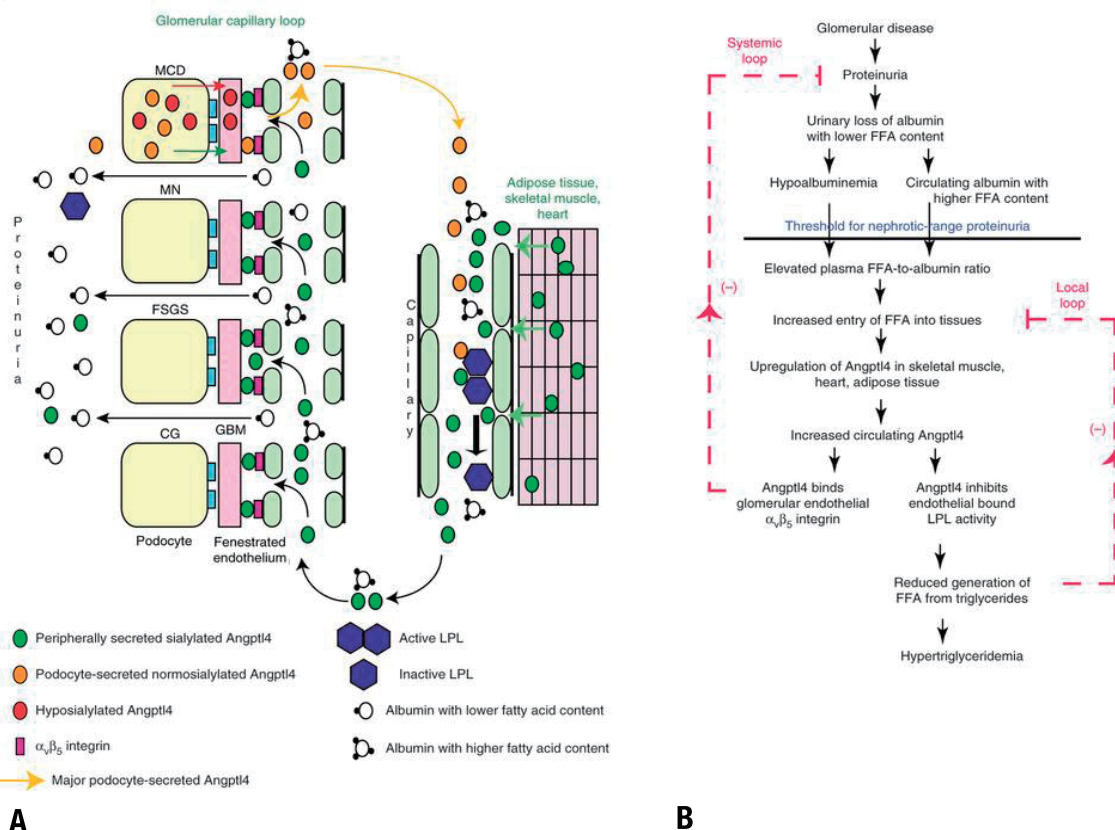 Glomerular capillary loop
MCD
MN
FSGS
CG
GBM
Podocyte
Fenestrated
endothelium
Proteinuria
Capillary
Adipose tissue,
skeletal muscle,
heart
Peripherally secreted sialylated Angptl4
Podocyte-secreted normosialylated Angptl4
Hyposialylated Angptl4
αvβ5 integrin
Major podocyte-secreted Angptl4
Active LPL
Inactive LPL
Albumin with lower fatty acid content
Albumin with higher fatty acid content
A
Glomerular disease
Systemic
loop
Proteinuria
Urinary loss of albumin
with lower FFA content
Hypoalbuminemia
Circulating albumin with
higher FFA content
Threshold for nephrotic-range proteinuria
Elevated plasma FFA-to-albumin ratio
(–)
Local
loop
Increased entry of FFA into tissues
Upregulation of Angptl4 in skeletal muscle,
heart, adipose tissue
Increased circulating Angptl4
(–)
Angptl4 binds
glomerular endothelial
αvβ5 integrin
Angptl4 inhibits
endothelial bound
LPL activity
Reduced generation of
FFA from triglycerides
Hypertriglyceridemia
B